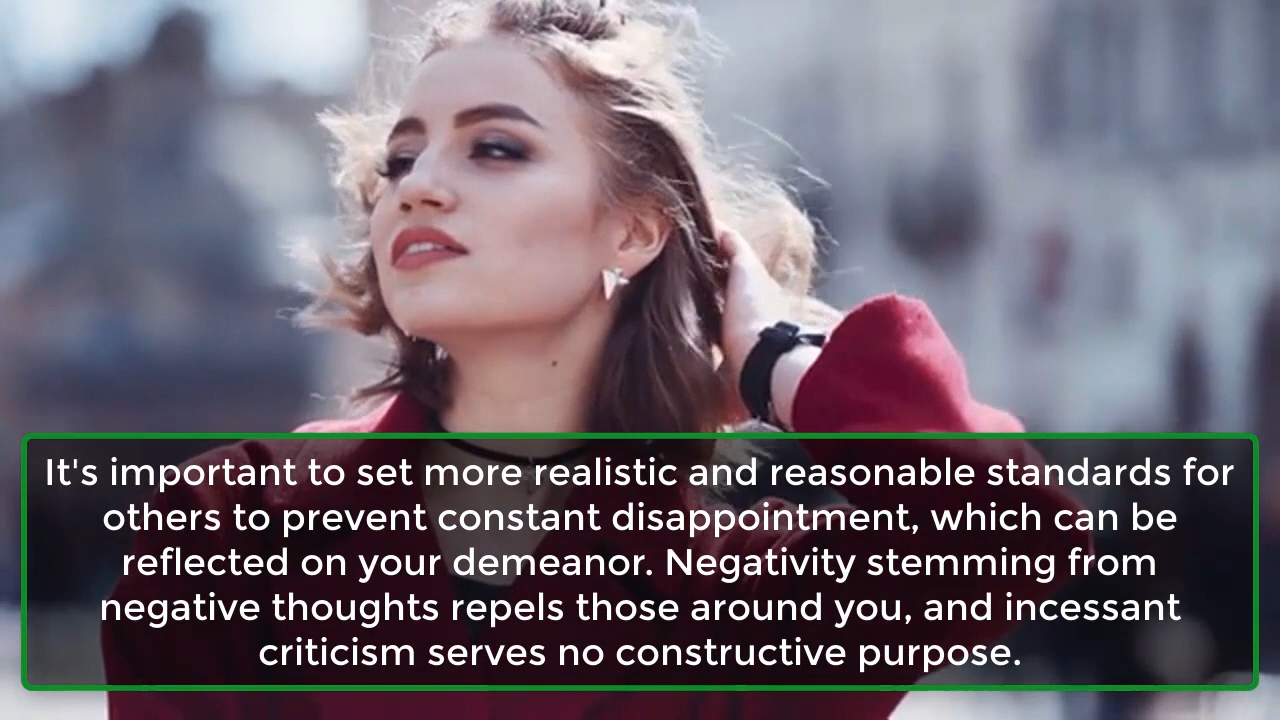 It's important to set more realistic and reasonable standards for
others to prevent constant disappointment, which can be
reflected on your demeanor. Negativity stemming from
negative thoughts repels those around you, and incessant
criticism serves no constructive purpose.